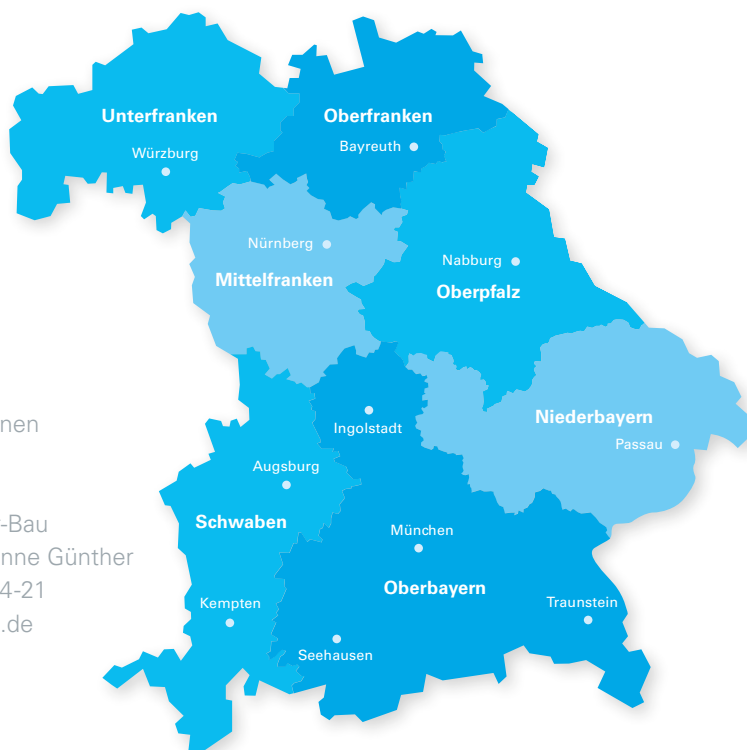 Unterfranken
Oberfranken
Würzburg
Bayreuth
Nürnberg
Mittelfranken
Nabburg
Oberpfalz
Niederbayern
Passau
Ingolstadt
Augsburg
Schwaben
München
Oberbayern
Kempten
Traunstein
Seehausen
nen
-Bau
nne Günther
4-21
.de